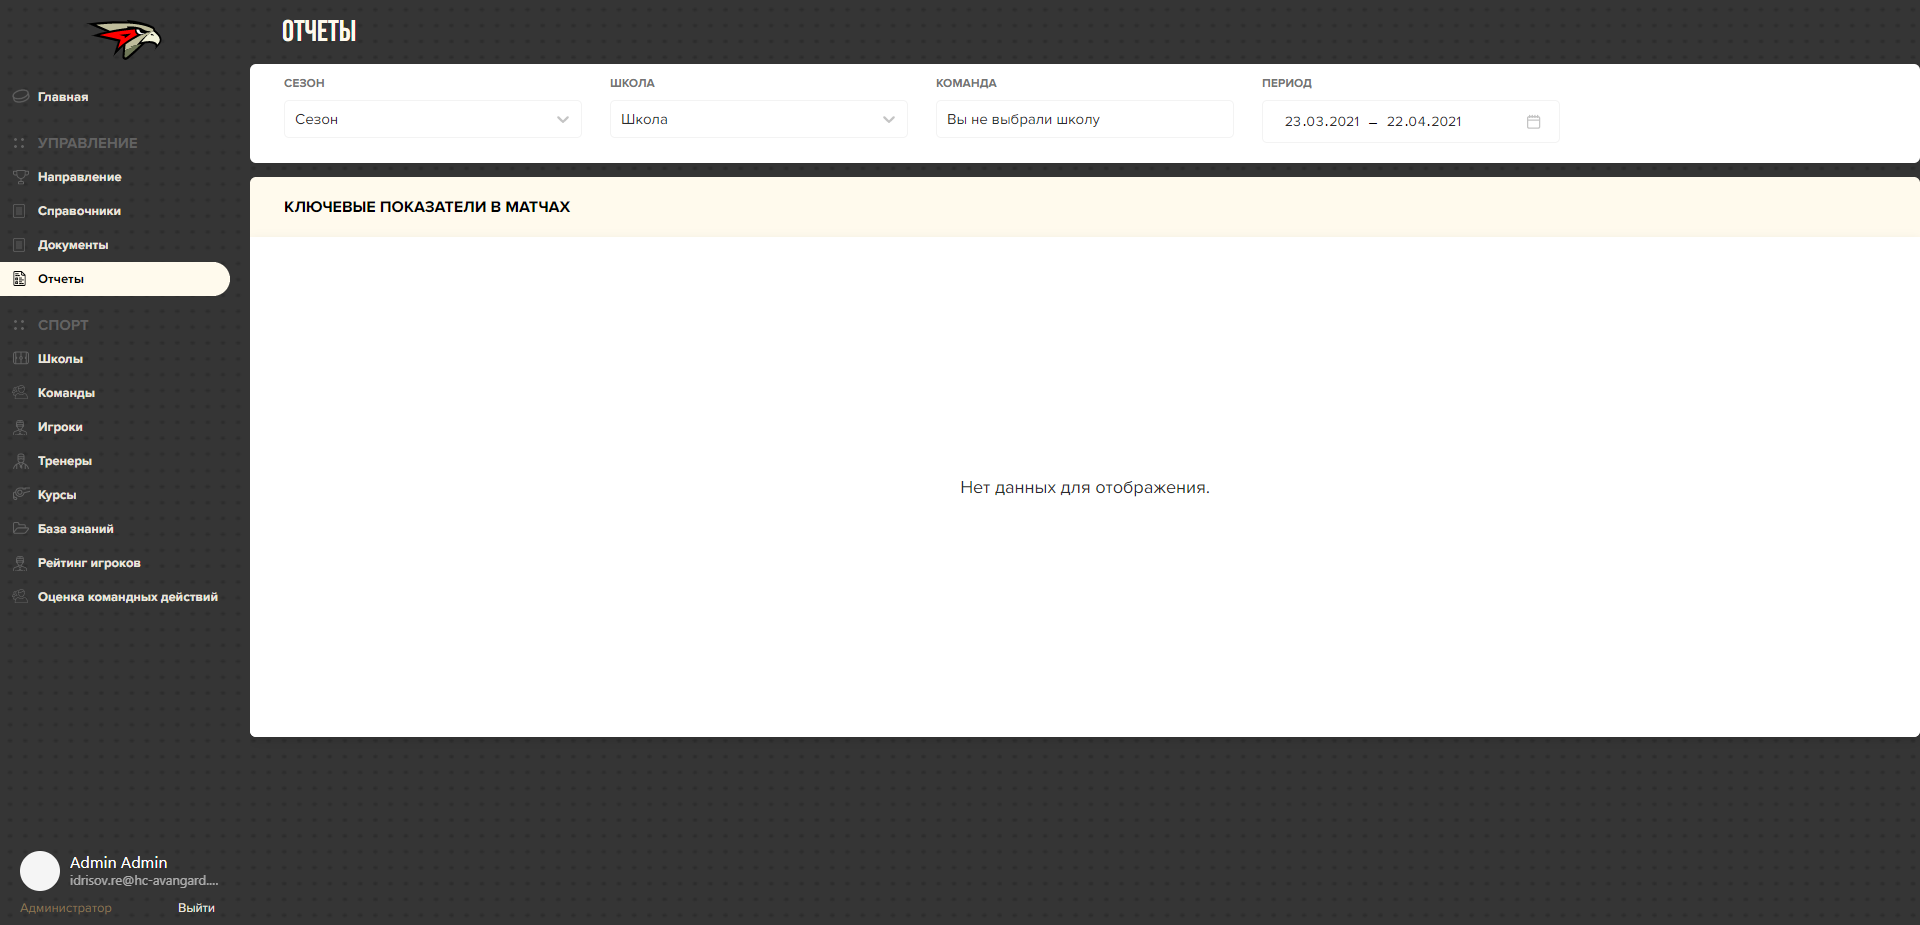 ОТЧЕТЫ
СЕЗОН
ШКОЛА
КОМАНДА
ПЕРИОД
Сезон
Школа
Вы не выбрали школу
23.03.2021 – 22.04.2021
КЛЮЧЕВЫЕ ПОКАЗАТЕЛИ В МАТЧАХ
Нет данных для отображения.
Главная
УПРАВЛЕНИЕ
Направление
Справочники
Документы
Отчеты
СПОРТ
Школы
Команды
Игроки
Тренеры
Курсы
База знаний
Рейтинг игроков
Оценка командных действий
Admin Admin
idrisov.re@hc-avangard....
Администратор
Выйти